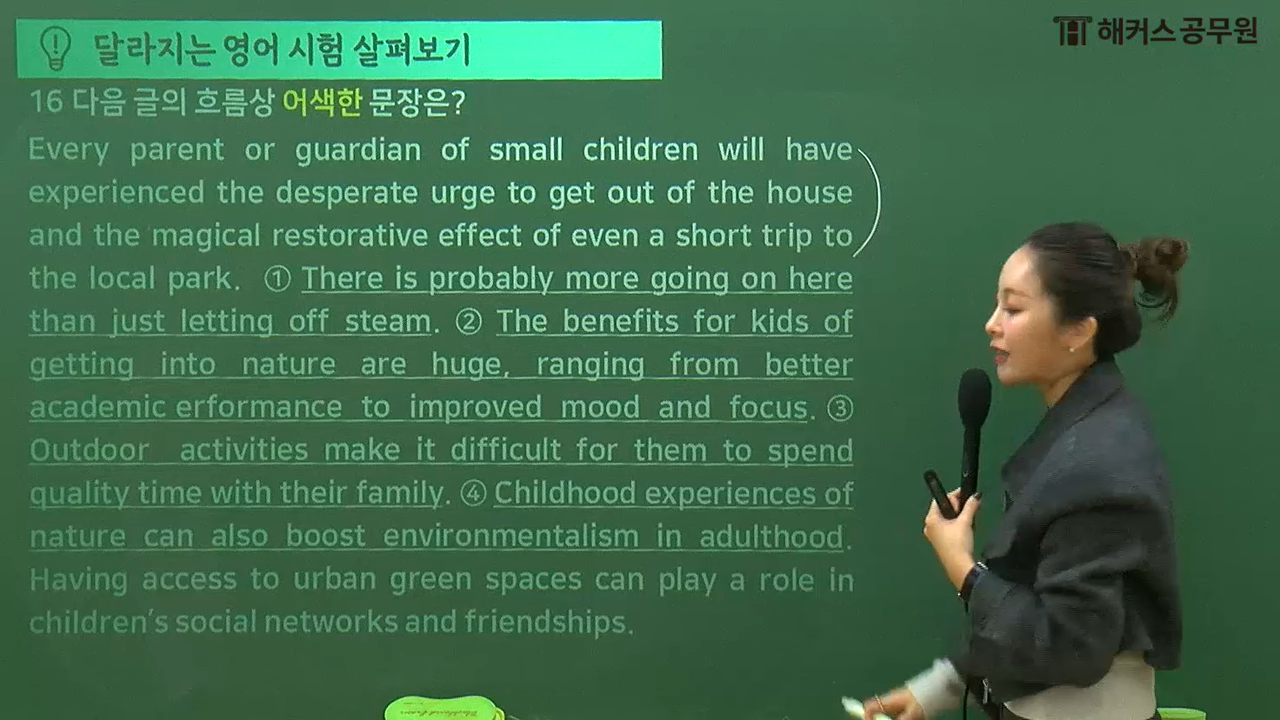 달라지는 영어 시험 살펴보기
해커스공무원
16 다음 글의 흐름상 어색한 문장은?
Every parent or guardian of small children will have
experienced the desperate urge to get out of the house
and the magical restorative effect of even a short trip to
the local park. ① There is probably more going on here
than just letting off steam. ② The benefits for kids of
getting into nature are huge, ranging from better
academic erformance to improved mood and focus. ③
Outdoor activities make it difficult for them to spend
quality time with their family. ④ Childhood experiences of
nature can also boost environmentalism in adulthood.
Having access to urban green spaces can play a role in
children's social networks and friendships.